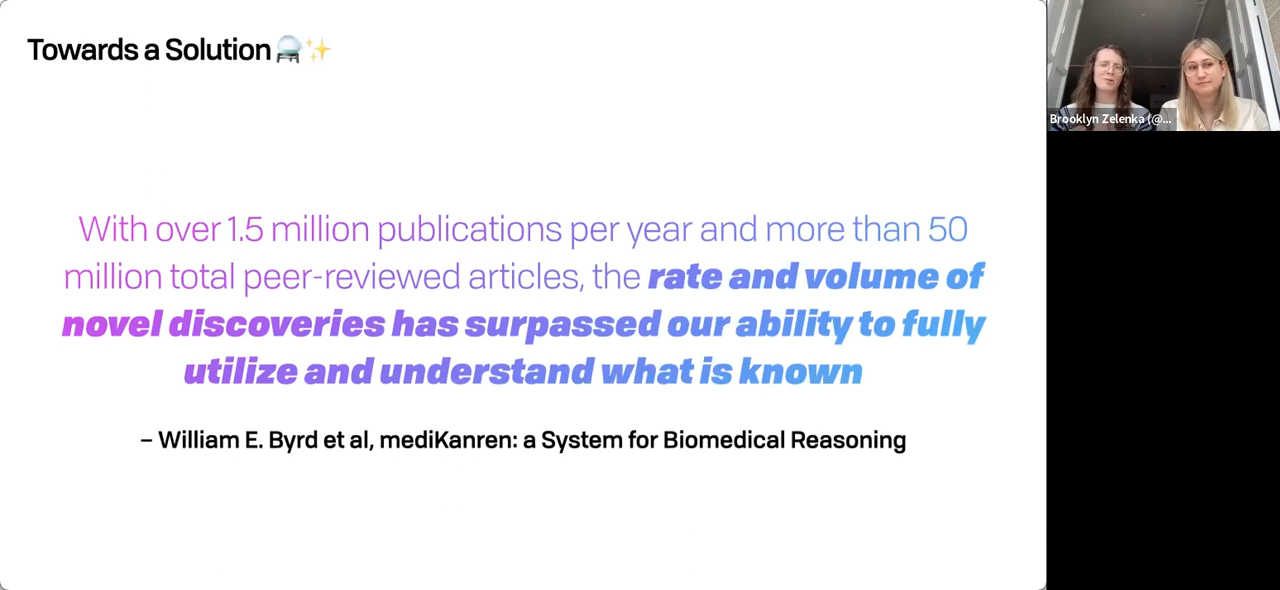 Towards a Solution 🔮✨
Brooklyn Zelenka (@...
With over 1.5 million publications per year and more than 50
million total peer-reviewed articles, the rate and volume of
novel discoveries has surpassed our ability to fully
utilize and understand what is known
– William E. Byrd et al, mediKanren: a System for Biomedical Reasoning